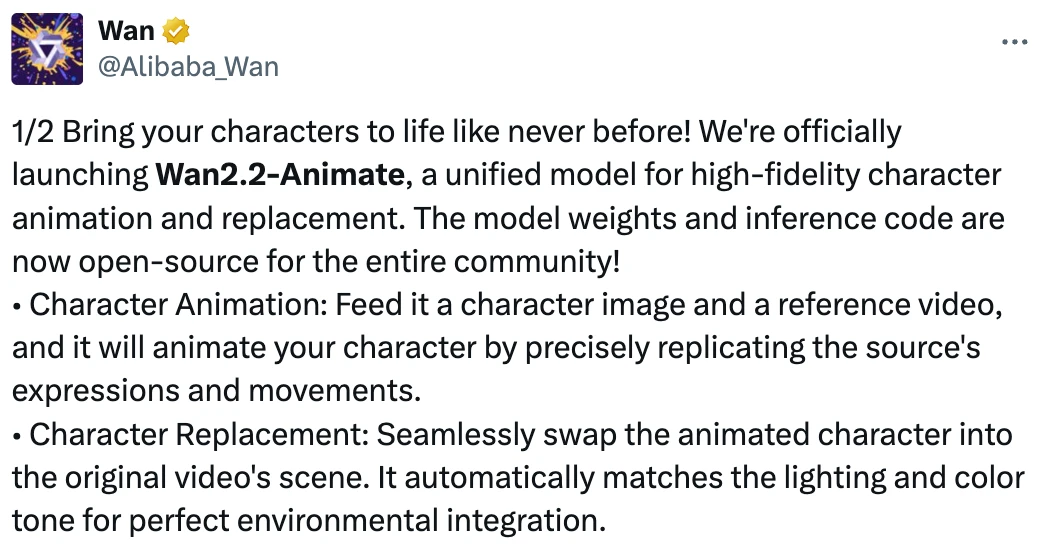 Wan
@Alibaba_Wan
1/2 Bring your characters to life like never before! We're officially
launching Wan2.2-Animate, a unified model for high-fidelity character
animation and replacement. The model weights and inference code are
now open-source for the entire community!
• Character Animation: Feed it a character image and a reference video,
and it will animate your character by precisely replicating the source's
expressions and movements.
• Character Replacement: Seamlessly swap the animated character into
the original video's scene. It automatically matches the lighting and color
tone for perfect environmental integration.